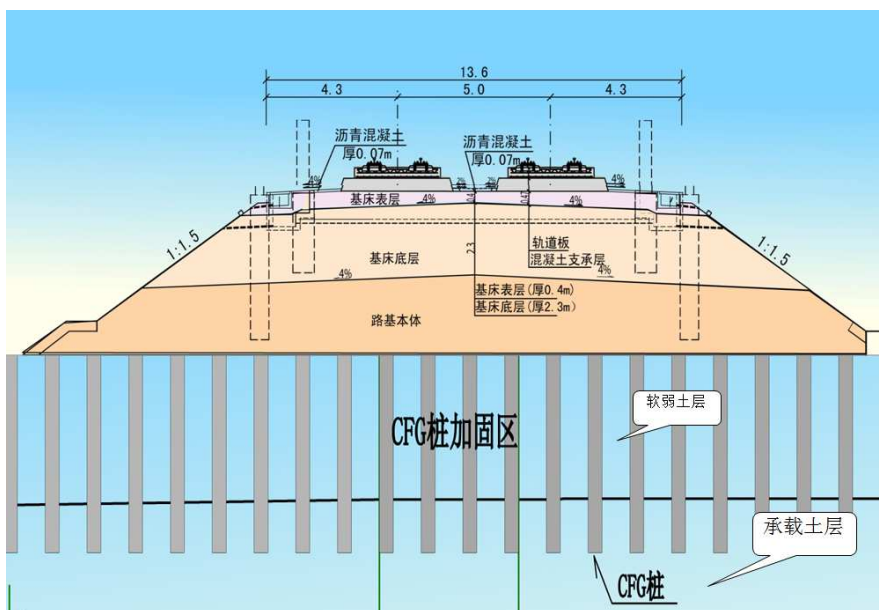 13.6
4.3
5.0
4.3
沥青混凝土
厚0.07m
沥青混凝土
厚0.07m
4%
4%
基床表层
4%
4%
1:1.5
1:1.5
轨道板
混凝土支承层
基床底层
2.3
4%
4%
基床表层(厚0.4m)
基床底层(厚2.3m)
路基本体
软弱土层
CFG桩加固区
承载土层
CFG桩